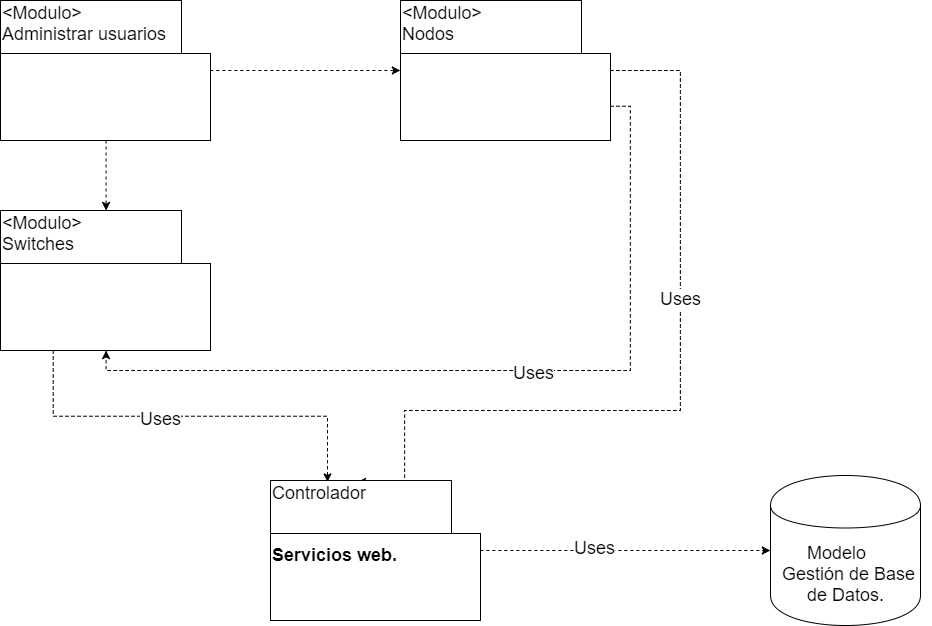 <Modulo>
Administrar usuarios
<Modulo>
Nodos
<Modulo>
Switches
Uses
Uses
Uses
Controlador
Servicios web.
Uses
Modelo
Gestión de Base
de Datos.